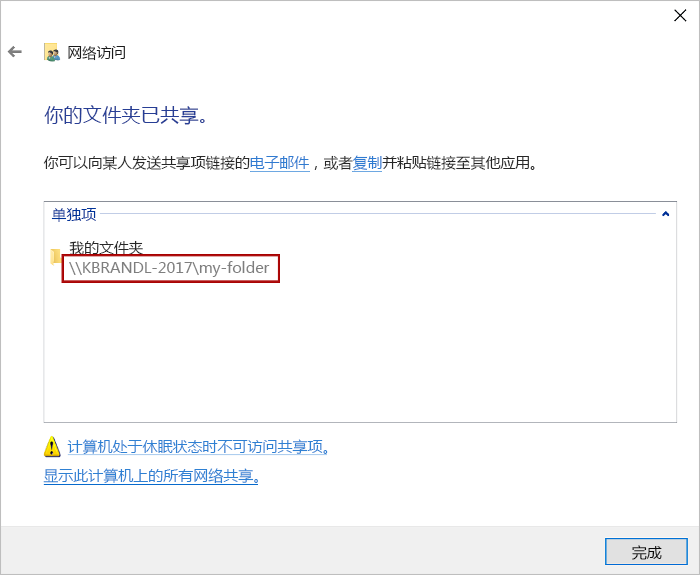 网络访问
你的文件夹已共享。
你可以向某人发送共享项链接的电子邮件，或者复制并粘贴链接至其他应用。
单独项
我的文件夹
\\KBRANDL-2017\my-folder
计算机处于休眠状态时不可访问共享项。
显示此计算机上的所有网络共享。
完成